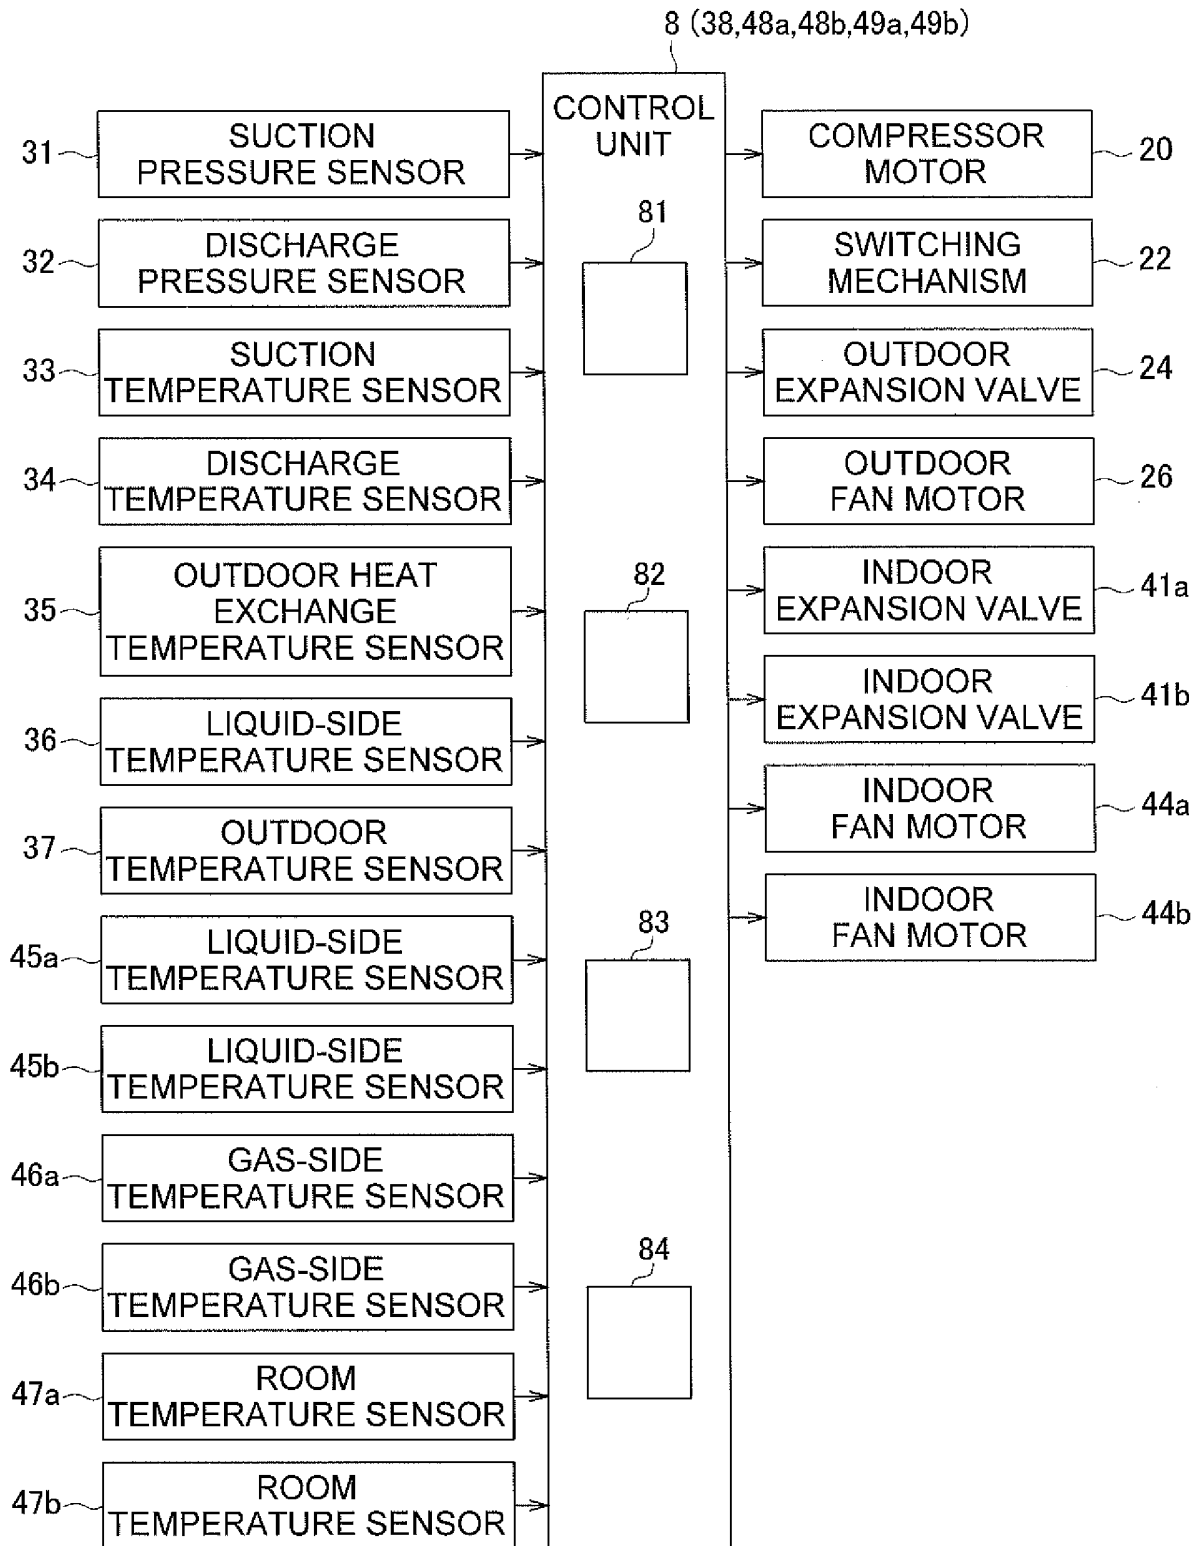 8 (38,48a,48b,49a,49b)
CONTROL
UNIT
31
SUCTION
PRESSURE SENSOR
32
DISCHARGE
PRESSURE SENSOR
33
SUCTION
TEMPERATURE SENSOR
34
DISCHARGE
TEMPERATURE SENSOR
35
OUTDOOR HEAT
EXCHANGE
TEMPERATURE SENSOR
36
LIQUID-SIDE
TEMPERATURE SENSOR
37
OUTDOOR
TEMPERATURE SENSOR
45a
LIQUID-SIDE
TEMPERATURE SENSOR
45b
LIQUID-SIDE
TEMPERATURE SENSOR
46a
GAS-SIDE
TEMPERATURE SENSOR
46b
GAS-SIDE
TEMPERATURE SENSOR
47a
ROOM
TEMPERATURE SENSOR
47b
ROOM
TEMPERATURE SENSOR
81
82
83
84
COMPRESSOR
MOTOR
20
SWITCHING
MECHANISM
22
OUTDOOR
EXPANSION VALVE
24
OUTDOOR
FAN MOTOR
26
INDOOR
EXPANSION VALVE
41a
INDOOR
EXPANSION VALVE
41b
INDOOR
FAN MOTOR
44a
INDOOR
FAN MOTOR
44b